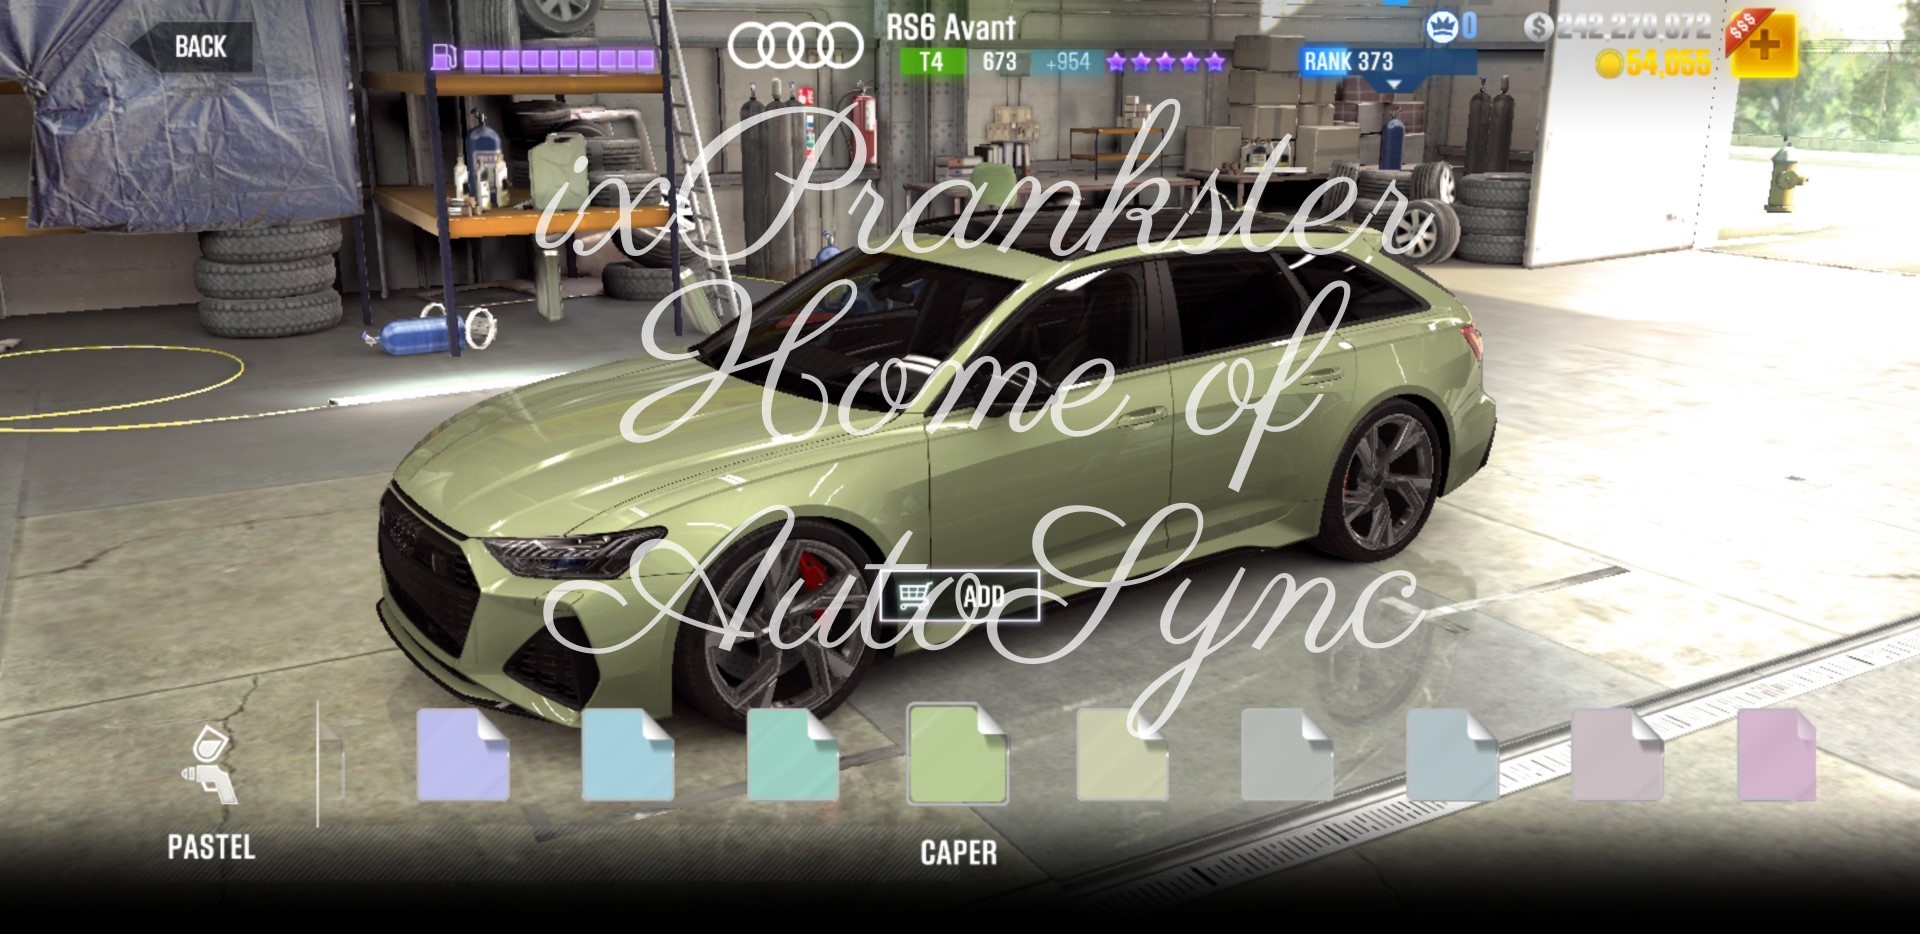 BACK
RS6 Avant
T4 673 +954
RANK 373
0
242,270,072
54,055
$$$
ixPrankster
Home of
AutoSync
ADD
PASTEL
CAPER